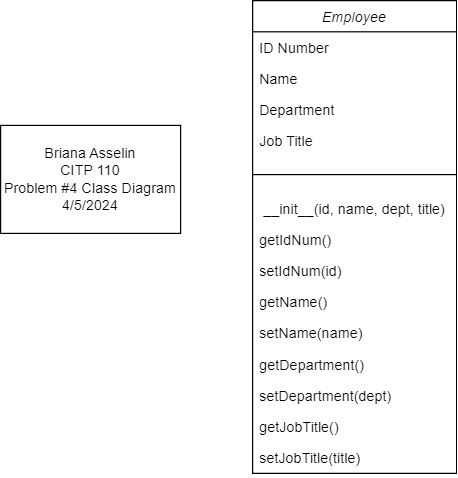 Employee
ID Number
Name
Department
Job Title
Briana Asselin
CITP 110
Problem #4 Class Diagram
4/5/2024
__init__(id, name, dept, title)
getIdNum()
setIdNum(id)
getName()
setName(name)
getDepartment()
setDepartment(dept)
getJobTitle()
setJobTitle(title)